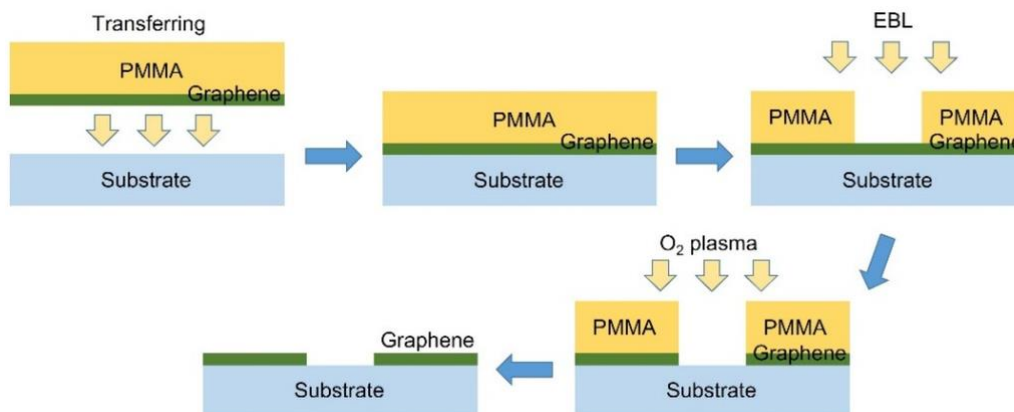 Transferring
PMMA
Graphene
Substrate
PMMA
Graphene
Substrate
EBL
PMMA
PMMA
Graphene
Substrate
O₂ plasma
PMMA
PMMA
Graphene
Substrate
Graphene
Substrate